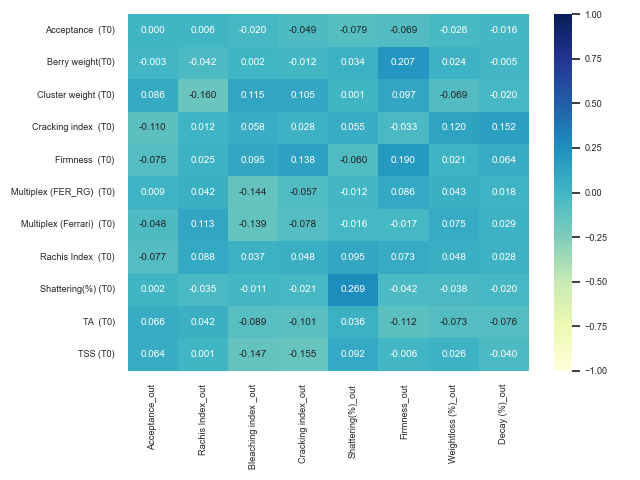 Acceptance (T0) 0.000 0.006 -0.020 -0.049 -0.079 -0.069 -0.026 -0.016
Berry weight(T0) -0.003 -0.042 0.002 -0.012 0.034 0.207 0.024 -0.005
Cluster weight (T0) 0.086 -0.160 0.115 0.105 0.001 0.097 -0.069 -0.020
Cracking index (T0) -0.110 0.012 0.058 0.028 0.055 -0.033 0.120 0.152
Firmness (T0) -0.075 0.025 0.095 0.138 -0.060 0.190 0.021 0.064
Multiplex (FER_RG) (T0) 0.009 0.042 -0.144 -0.057 -0.012 0.086 0.043 0.018
Multiplex (Ferrari) (T0) -0.048 0.113 -0.139 -0.078 -0.016 -0.017 0.075 0.029
Rachis Index (T0) -0.077 0.088 0.037 0.048 0.095 0.073 0.048 0.028
Shattering(%) (T0) 0.002 -0.035 -0.011 -0.021 0.269 -0.042 -0.038 -0.020
TA (T0) 0.066 0.042 -0.089 -0.101 0.036 -0.112 -0.073 -0.076
TSS (T0) 0.064 0.001 -0.147 -0.155 0.092 -0.006 0.026 -0.040
Acceptance_out
Rachis Index_out
Bleaching index _out
Cracking index_out
Shattering(%)_out
Firmness_out
Weightloss (%)_out
Decay (%)_out
1.00
0.75
0.50
0.25
0.00
−0.25
−0.50
−0.75
−1.00